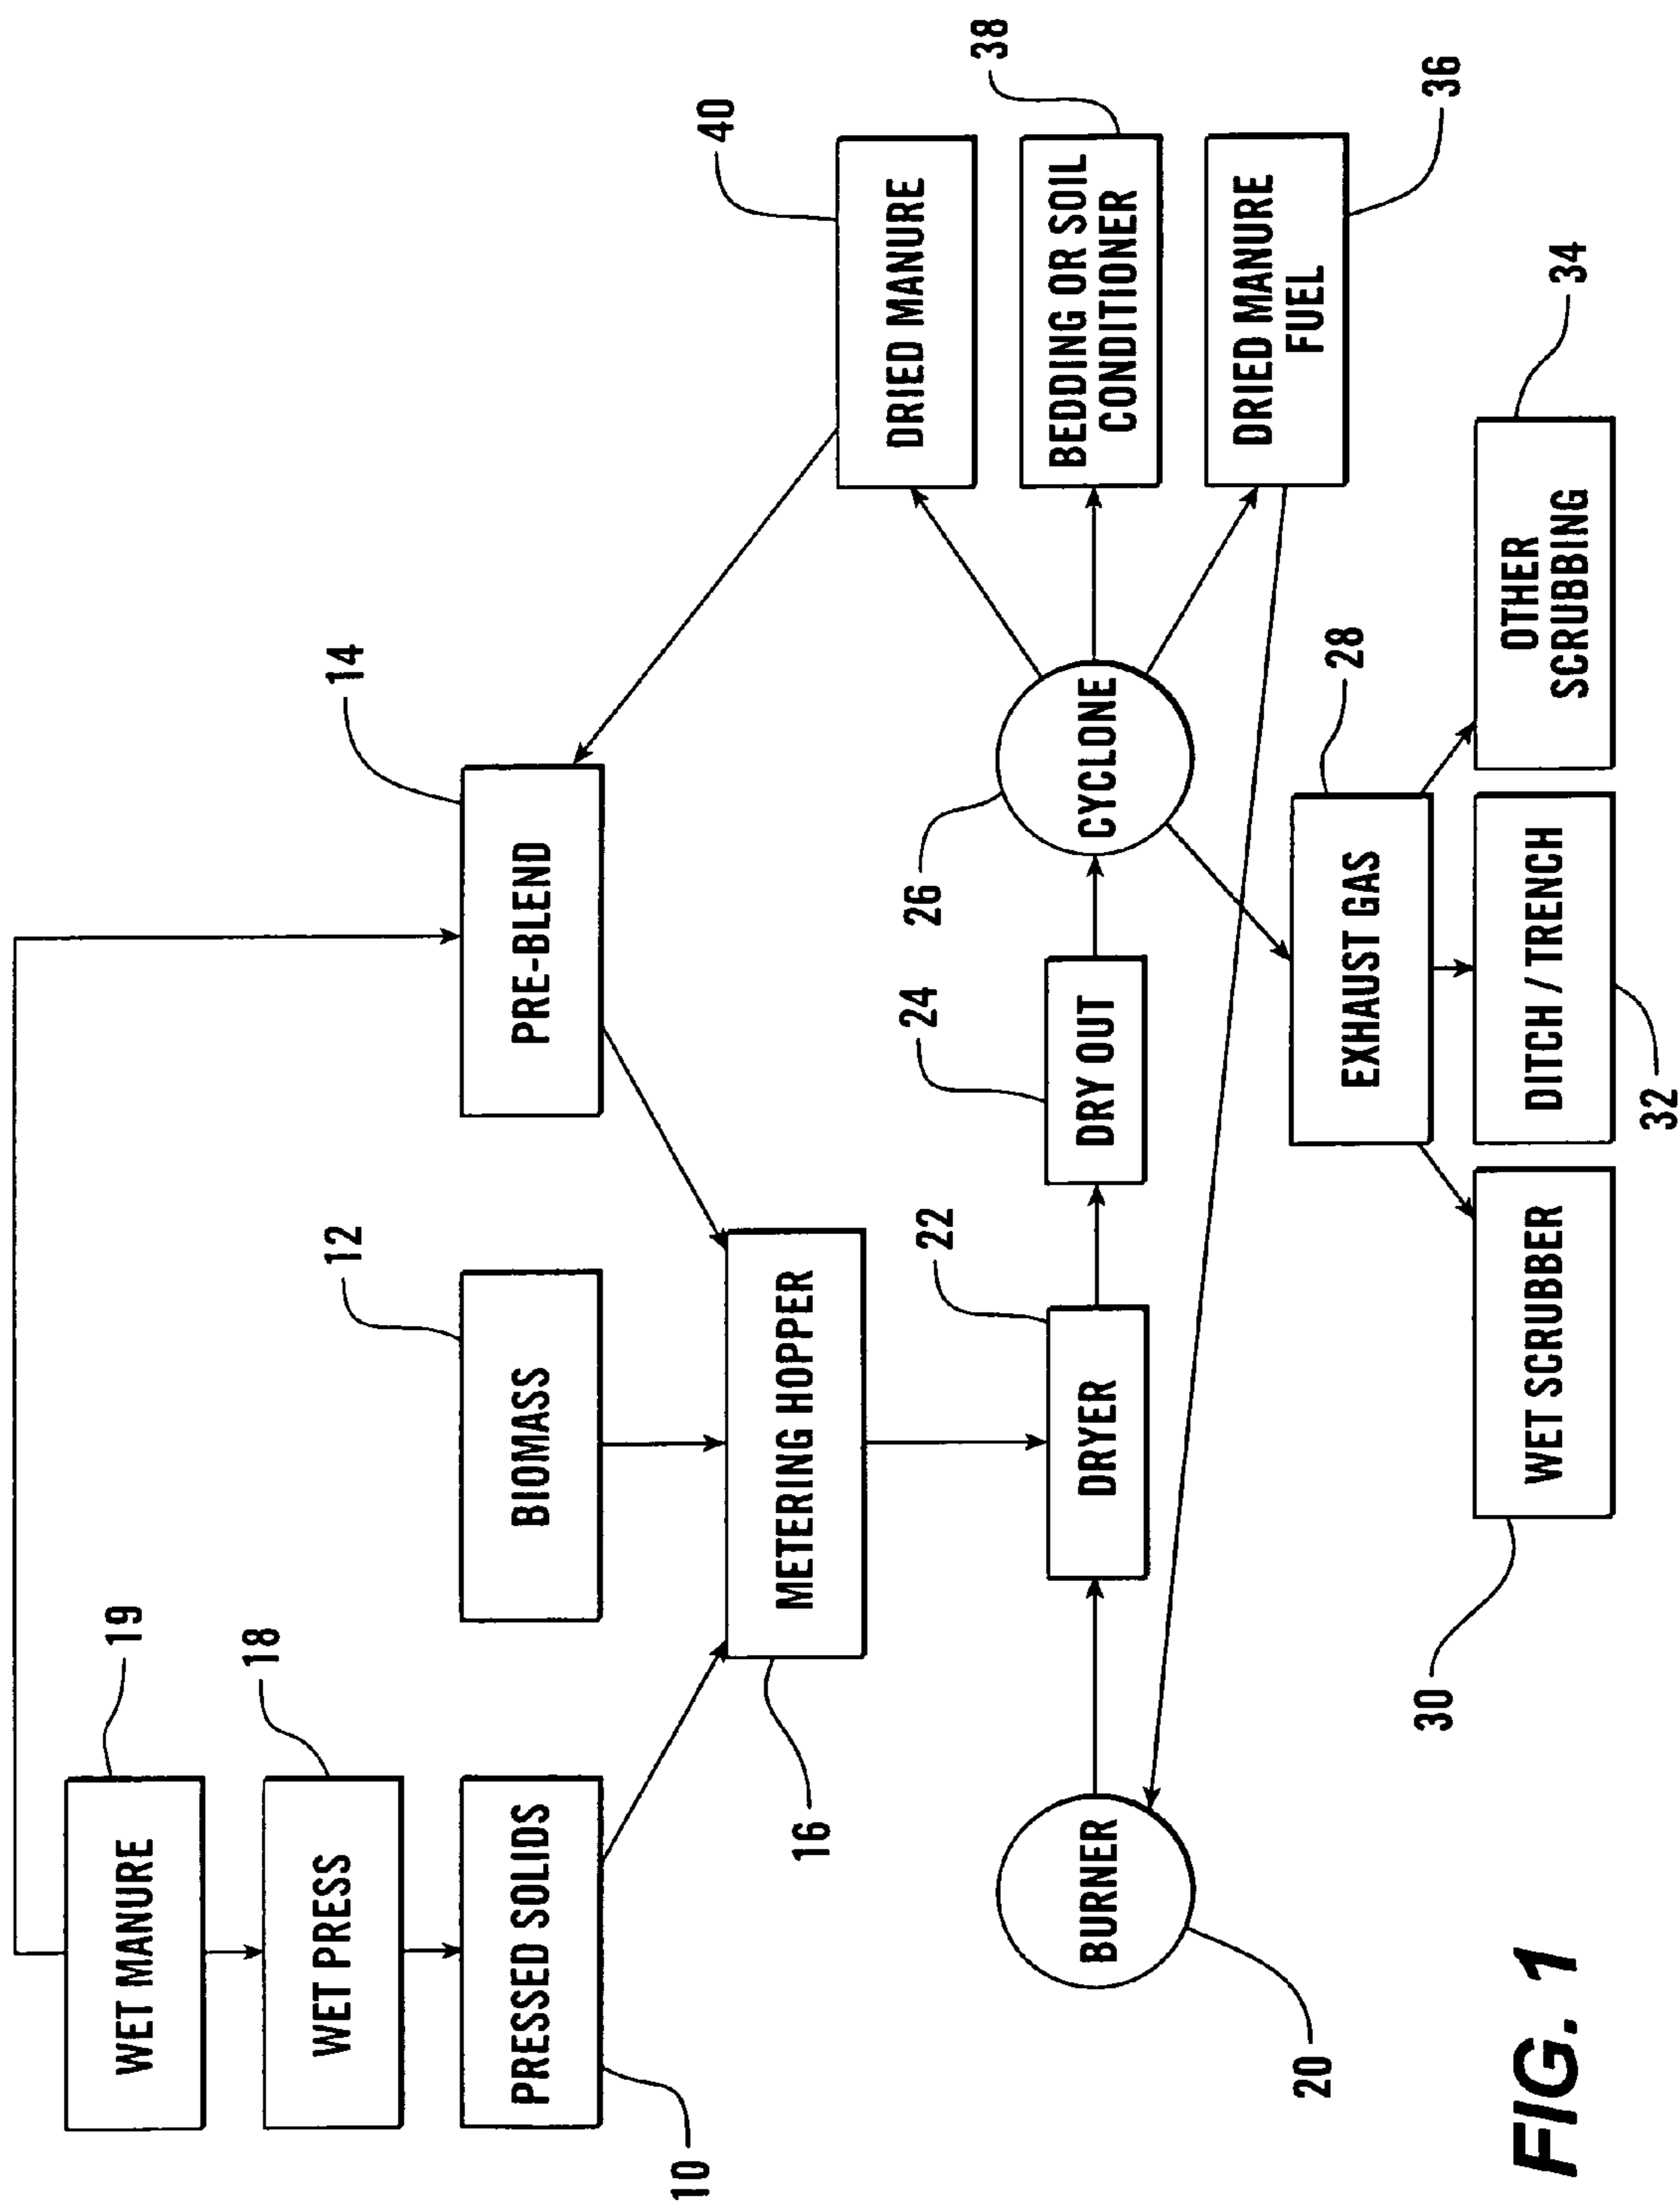 WET MANURE
19
WET PRESS
18
PRESSED SOLIDS
10
BIOMASS
12
PRE-BLEND
14
METERING HOPPER
16
DRIED MANURE
40
BURNER
20
DRYER
22
DRY OUT
24
CYCLONE
26
BEDDING OR SOIL
CONDITIONER
38
DRIED MANURE
FUEL
36
EXHAUST GAS
28
WET SCRUBBER
30
DITCH / TRENCH
32
OTHER
SCRUBBING
34
FIG. 1